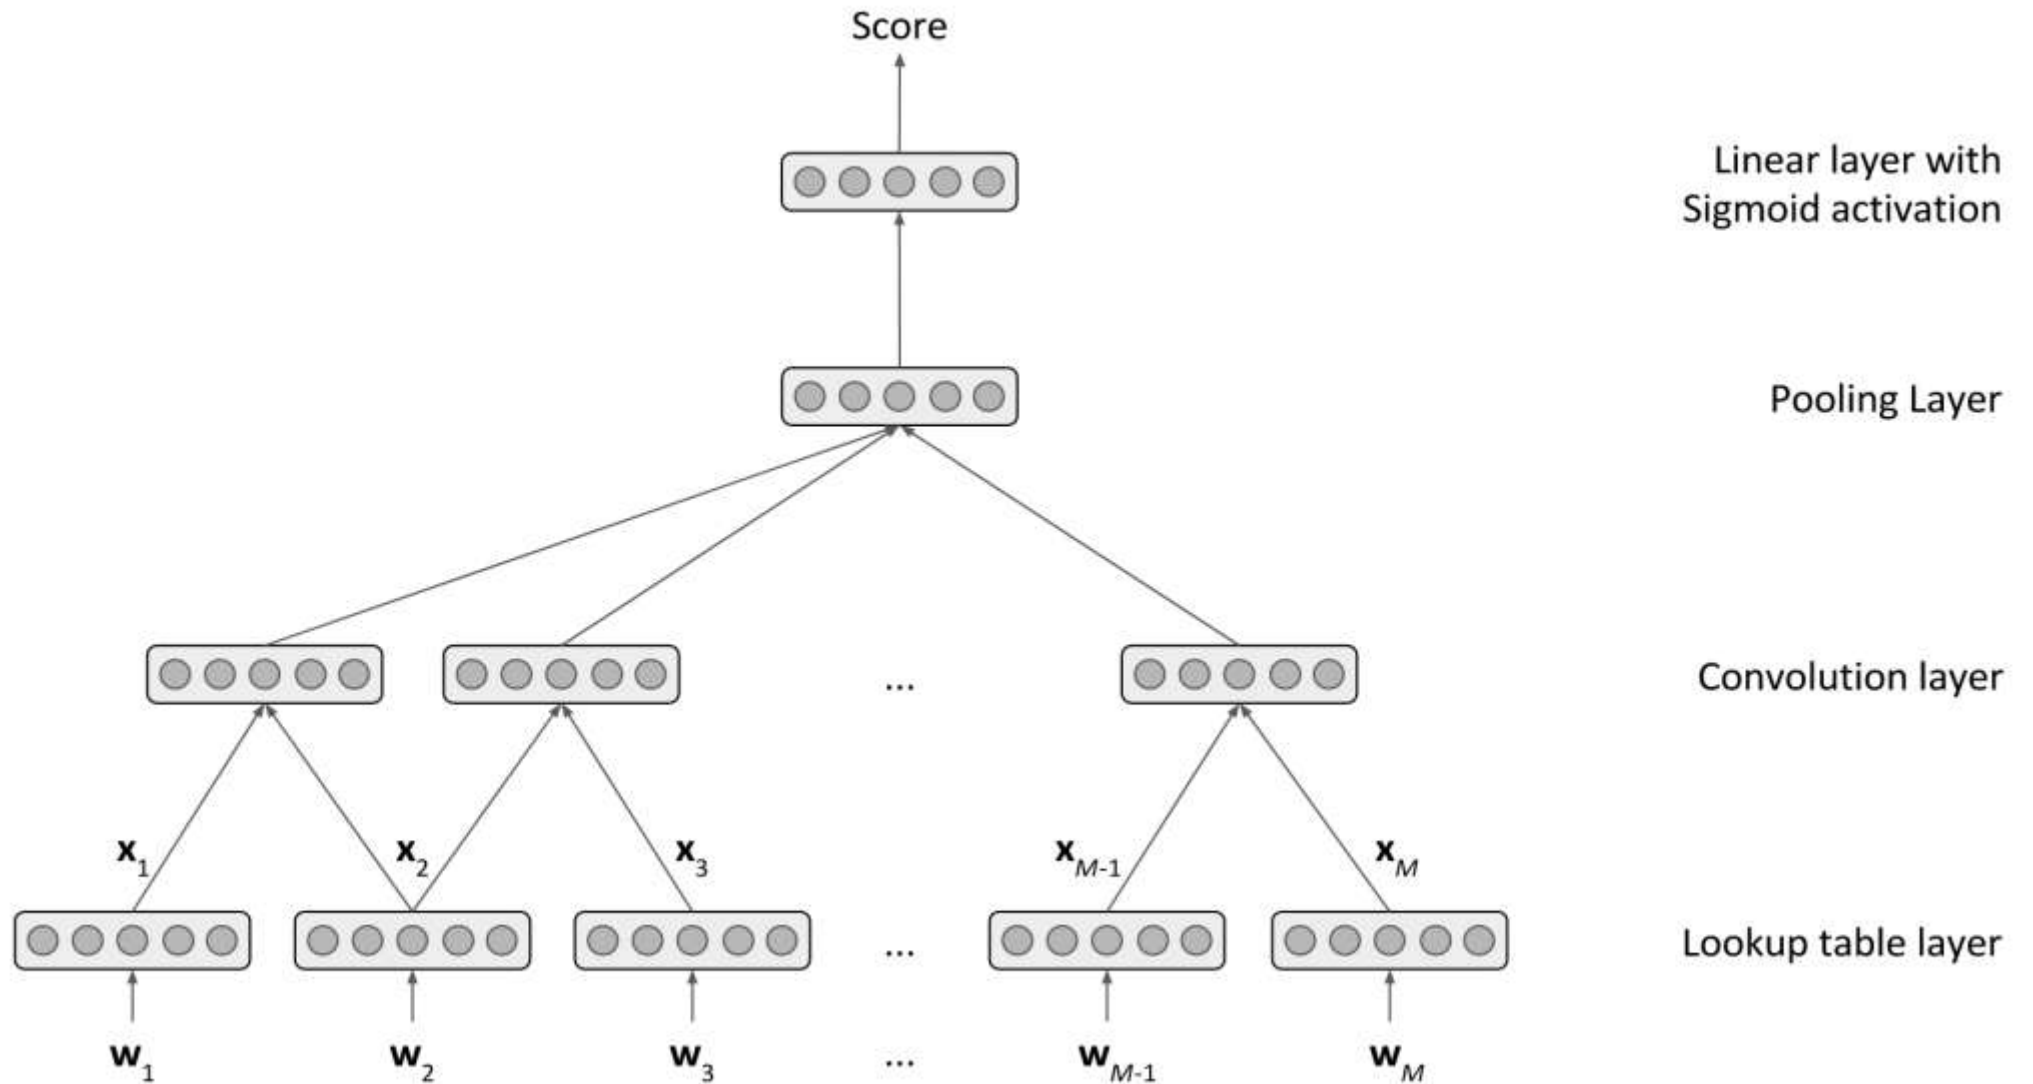 Score
Linear layer with
Sigmoid activation
Pooling Layer
... Convolution layer
x1 x2 x3 xM-1 xM
... Lookup table layer
w1 w2 w3 ... wM-1 wM